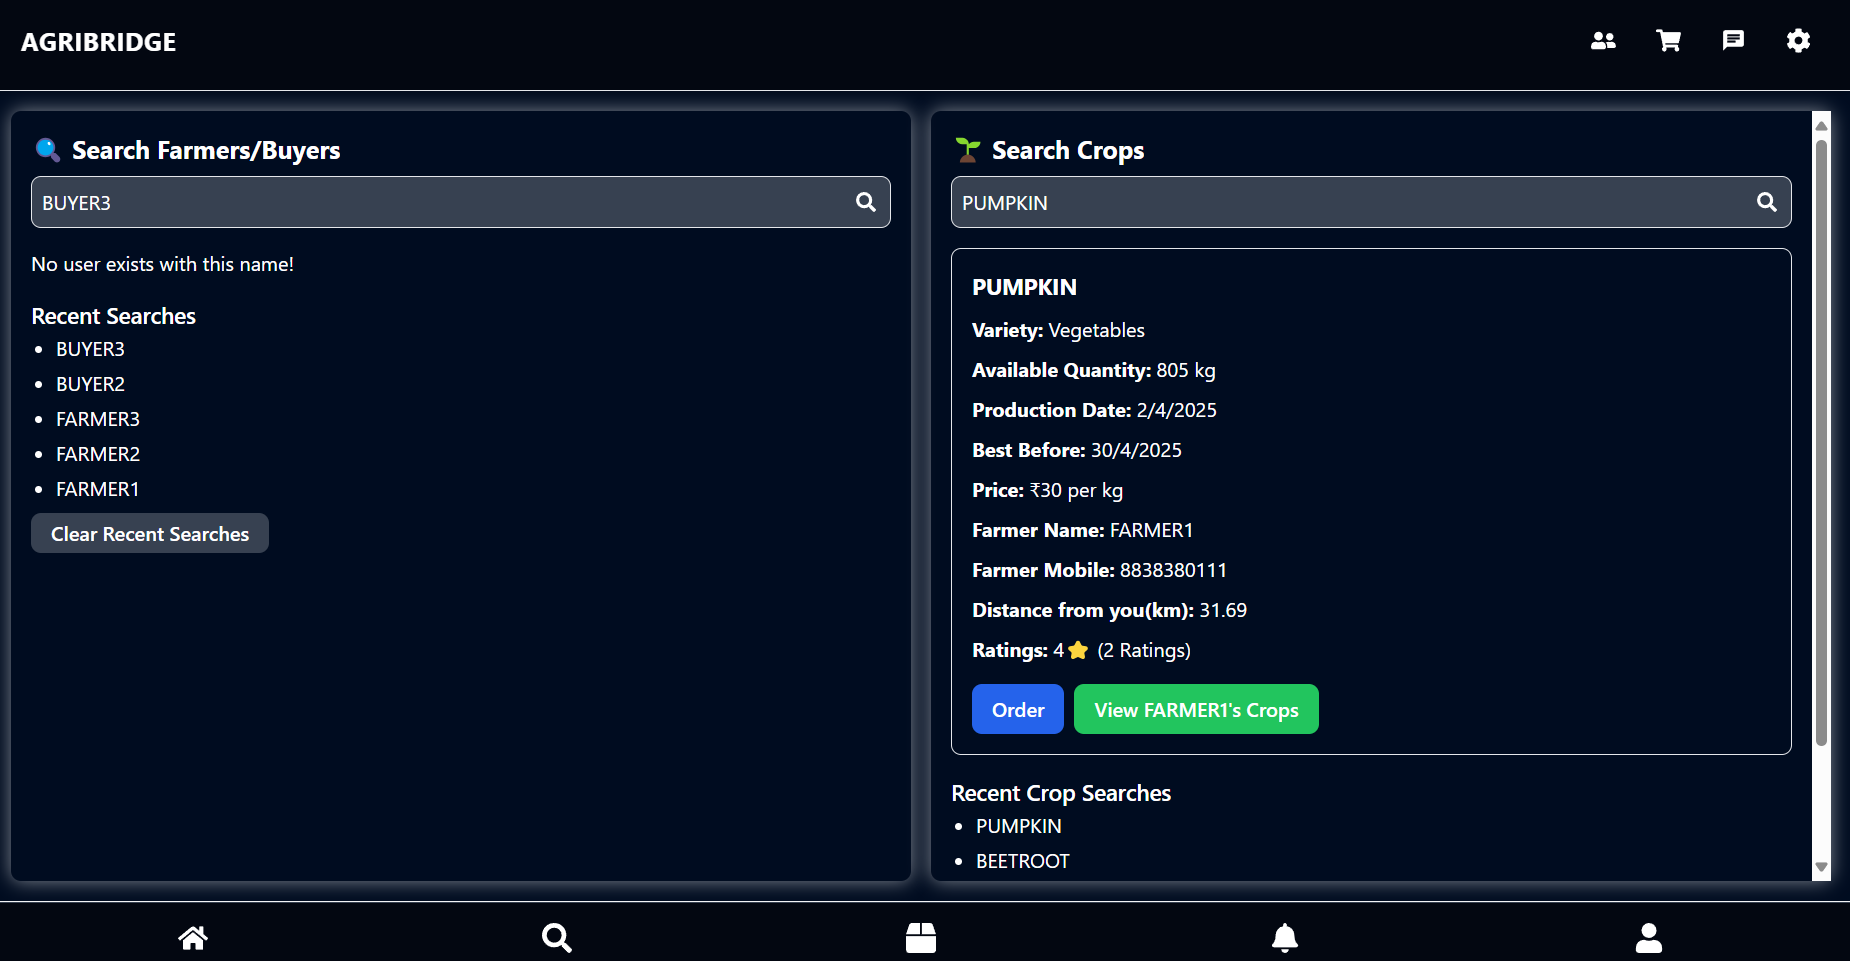 AGRIBRIDGE
Search Farmers/Buyers
BUYER3
No user exists with this name!
Recent Searches
BUYER3
BUYER2
FARMER3
FARMER2
FARMER1
Clear Recent Searches
Search Crops
PUMPKIN
PUMPKIN
Variety: Vegetables
Available Quantity: 805 kg
Production Date: 2/4/2025
Best Before: 30/4/2025
Price: ₹30 per kg
Farmer Name: FARMER1
Farmer Mobile: 8838380111
Distance from you(km): 31.69
Ratings: 4⭐ (2 Ratings)
Order
View FARMER1's Crops
Recent Crop Searches
PUMPKIN
BEETROOT